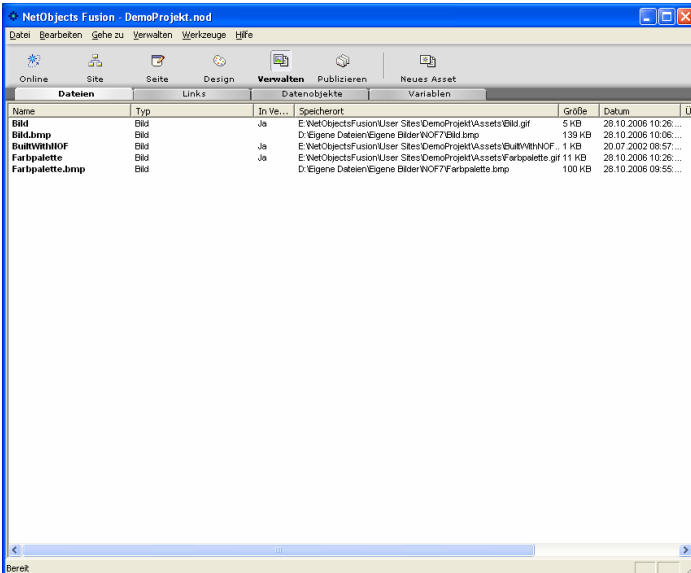 NetObjects Fusion - DemoProjekt.nod
Datei Bearbeiten Gehe zu Verwalten Werkzeuge Hilfe
Online Site Seite Design Verwalten Publizieren Neues Asset
Dateien Links Datenobjekte Variablen
Name Typ In Ve... Speicherort Größe Datum Ü
Bild Bild Ja E:\NetObjectsFusion\User Sites\DemoProjekt\Assets\Bild.gif 5 KB 28.10.2006 10:26:...
Bild.bmp Bild D:\Eigene Dateien\Eigene Bilder\NOF7\Bild.bmp 139 KB 28.10.2006 10:06:...
BuiltWithNOF Bild Ja E:\NetObjectsFusion\User Sites\DemoProjekt\Assets\BuiltWithNOF... 1 KB 20.07.2002 08:57:...
Farbpalette Bild Ja E:\NetObjectsFusion\User Sites\DemoProjekt\Assets\Farbpalette.gif 11 KB 28.10.2006 10:26:...
Farbpalette.bmp Bild D:\Eigene Dateien\Eigene Bilder\NOF7\Farbpalette.bmp 100 KB 28.10.2006 09:55:...
Bereit